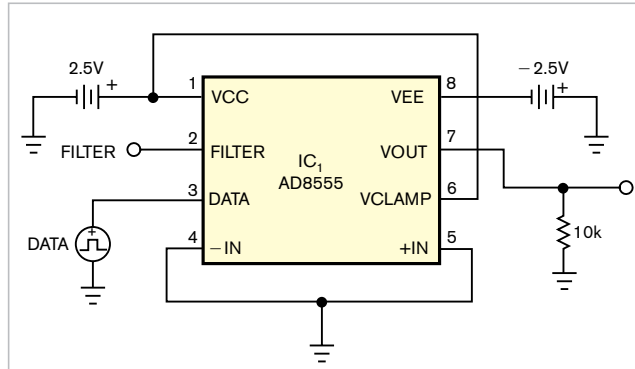 2.5V
+
1
VCC
2
FILTER
FILTER
3
DATA
DATA
+
4
−IN
IC1
AD8555
8
VEE
− 2.5V
+
7
VOUT
6
VCLAMP
5
+IN
10k